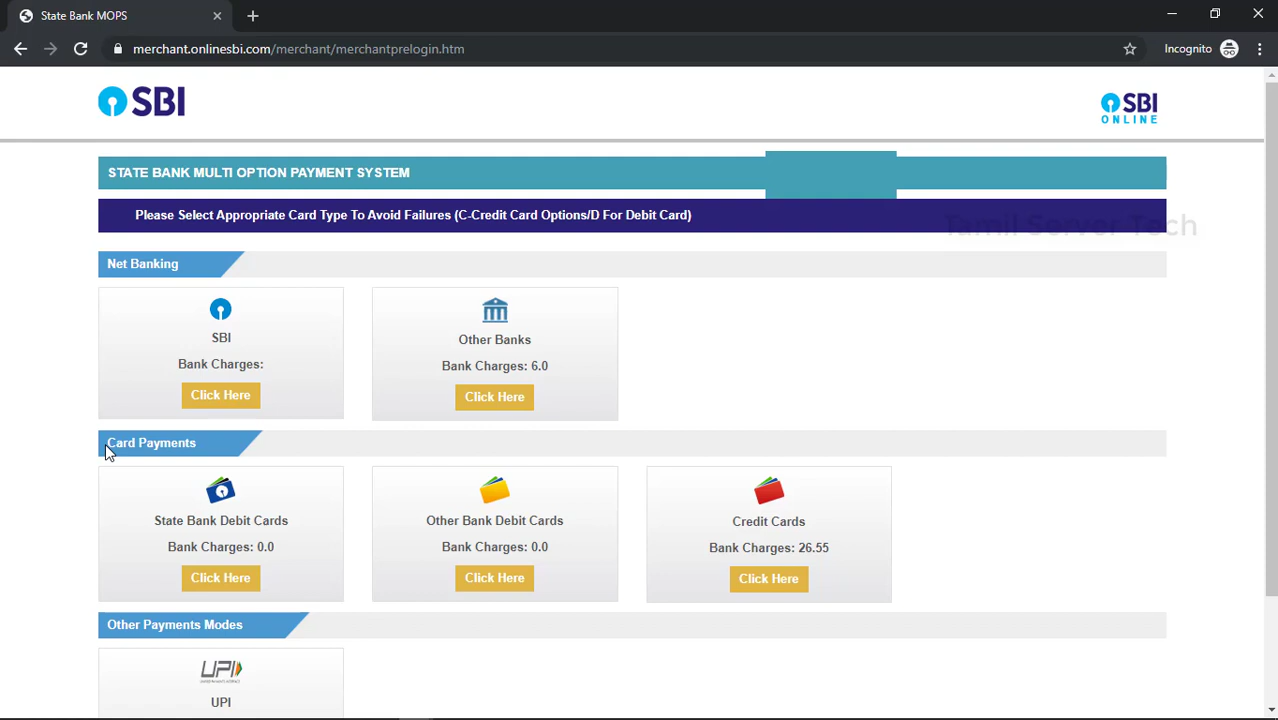 State Bank MOPS
merchant.onlinesbi.com/merchant/merchantprelogin.htm
Incognito
SBI
SBI
ONLINE
STATE BANK MULTI OPTION PAYMENT SYSTEM
Please Select Appropriate Card Type To Avoid Failures (C-Credit Card Options/D For Debit Card)
Tamil Server Tech
Net Banking
SBI
Bank Charges:
Click Here
Other Banks
Bank Charges: 6.0
Click Here
Card Payments
State Bank Debit Cards
Bank Charges: 0.0
Click Here
Other Bank Debit Cards
Bank Charges: 0.0
Click Here
Credit Cards
Bank Charges: 26.55
Click Here
Other Payments Modes
UPI
UPI